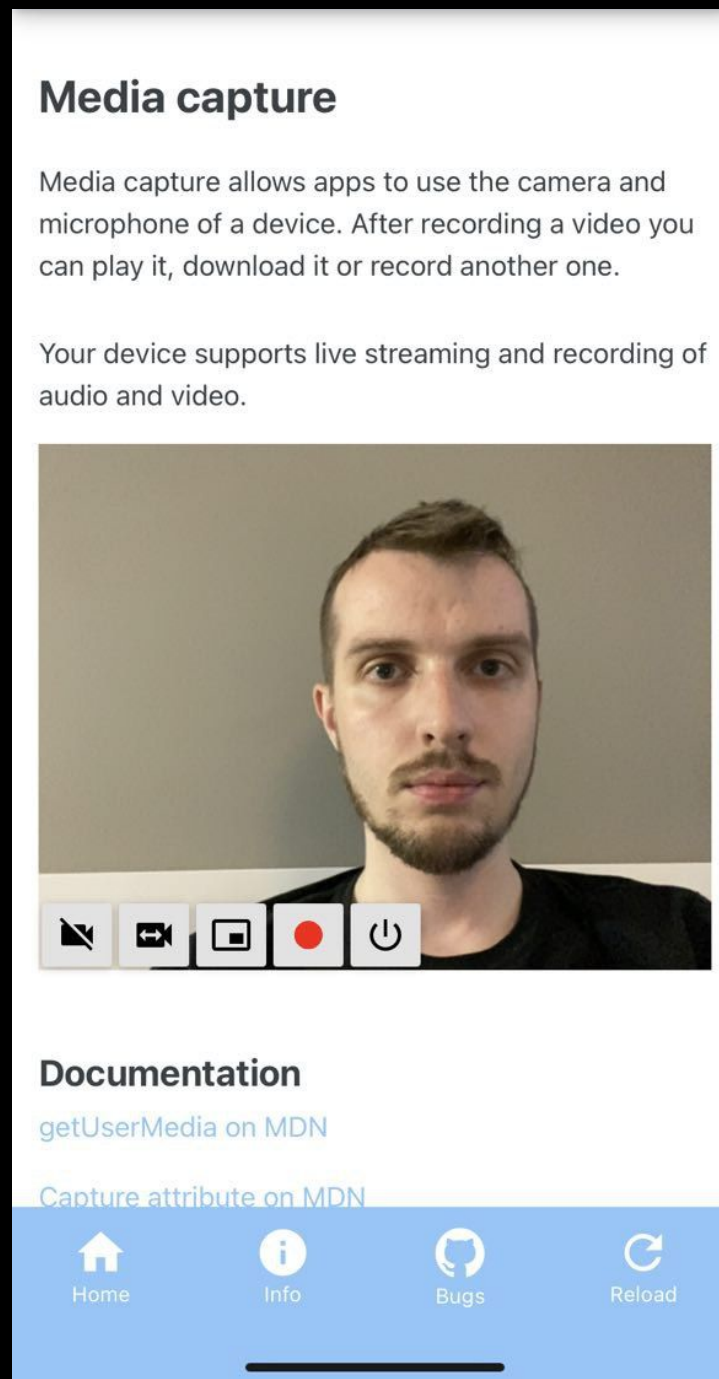 Media capture
Media capture allows apps to use the camera and
microphone of a device. After recording a video you
can play it, download it or record another one.
Your device supports live streaming and recording of
audio and video.
Documentation
getUserMedia on MDN
Capture attribute on MDN
Home
Info
Bugs
Reload